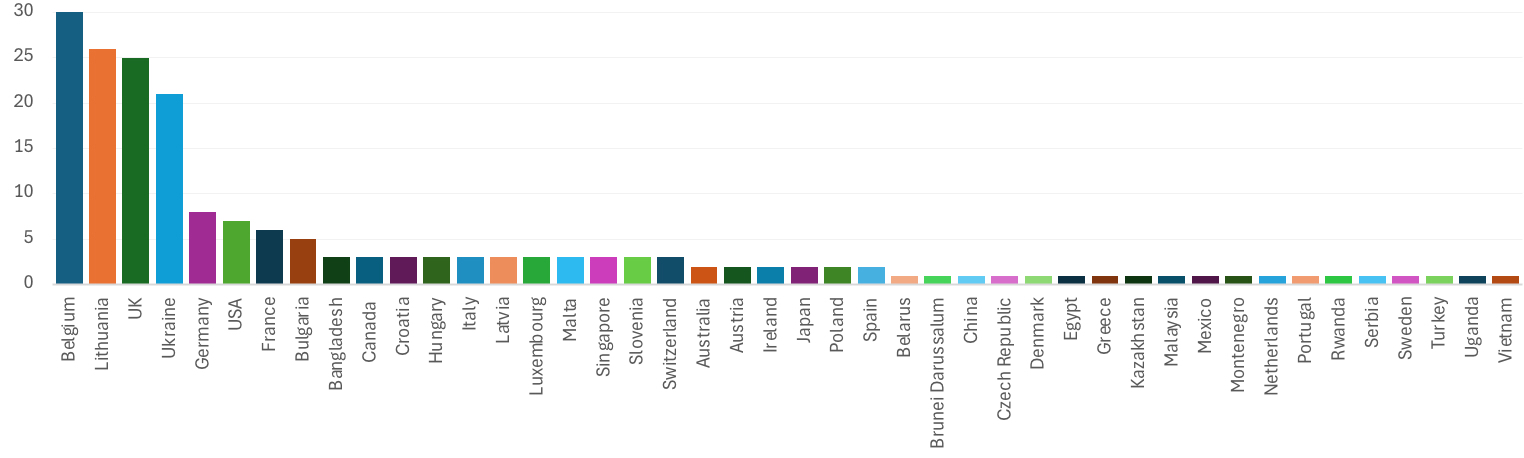 30
25
20
15
10
5
0
Belgium
Lithuania
UK
Ukraine
Germany
USA
France
Bulgaria
Bangladesh
Canada
Croatia
Hungary
Italy
Latvia
Luxembourg
Malta
Singapore
Slovenia
Switzerland
Australia
Austria
Ireland
Japan
Poland
Spain
Belarus
Brunei Darussalum
China
Czech Republic
Denmark
Egypt
Greece
Kazakhstan
Malaysia
Mexico
Montenegro
Netherlands
Portugal
Rwanda
Serbia
Sweden
Turkey
Uganda
Vietnam